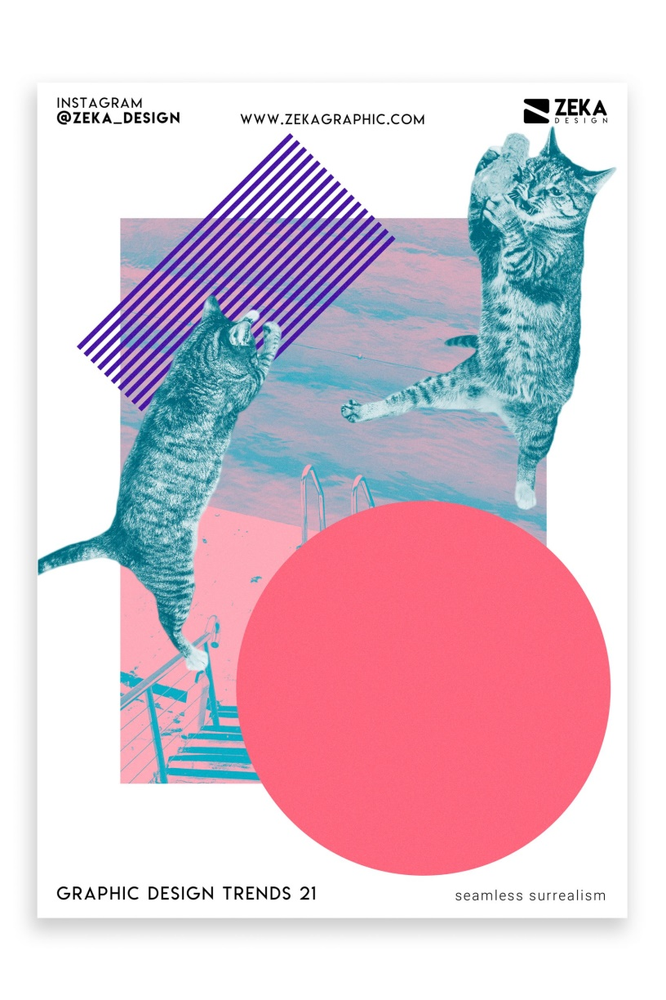 INSTAGRAM
@ZEKA_DESIGN
WWW.ZEKAGRAPHIC.COM
ZEKA
DESIGN
GRAPHIC DESIGN TRENDS 21
seamless surrealism